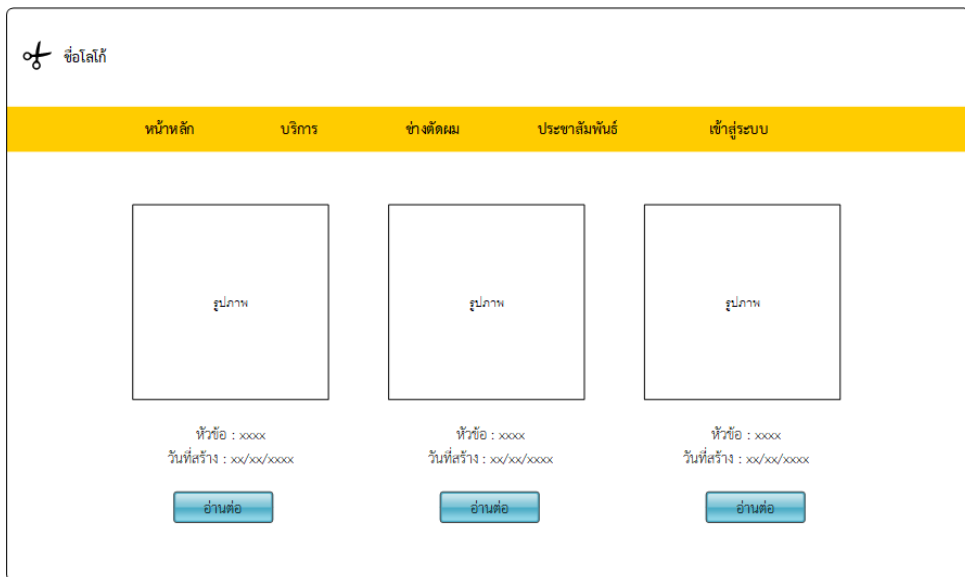 ชื่อโลโก้
หน้าหลัก บริการ ช่างตัดผม ประชาสัมพันธ์ เข้าสู่ระบบ
รูปภาพ รูปภาพ รูปภาพ
หัวข้อ : xxxx หัวข้อ : xxxx หัวข้อ : xxxx
วันที่สร้าง : xx/xx/xxxx วันที่สร้าง : xx/xx/xxxx วันที่สร้าง : xx/xx/xxxx
อ่านต่อ อ่านต่อ อ่านต่อ